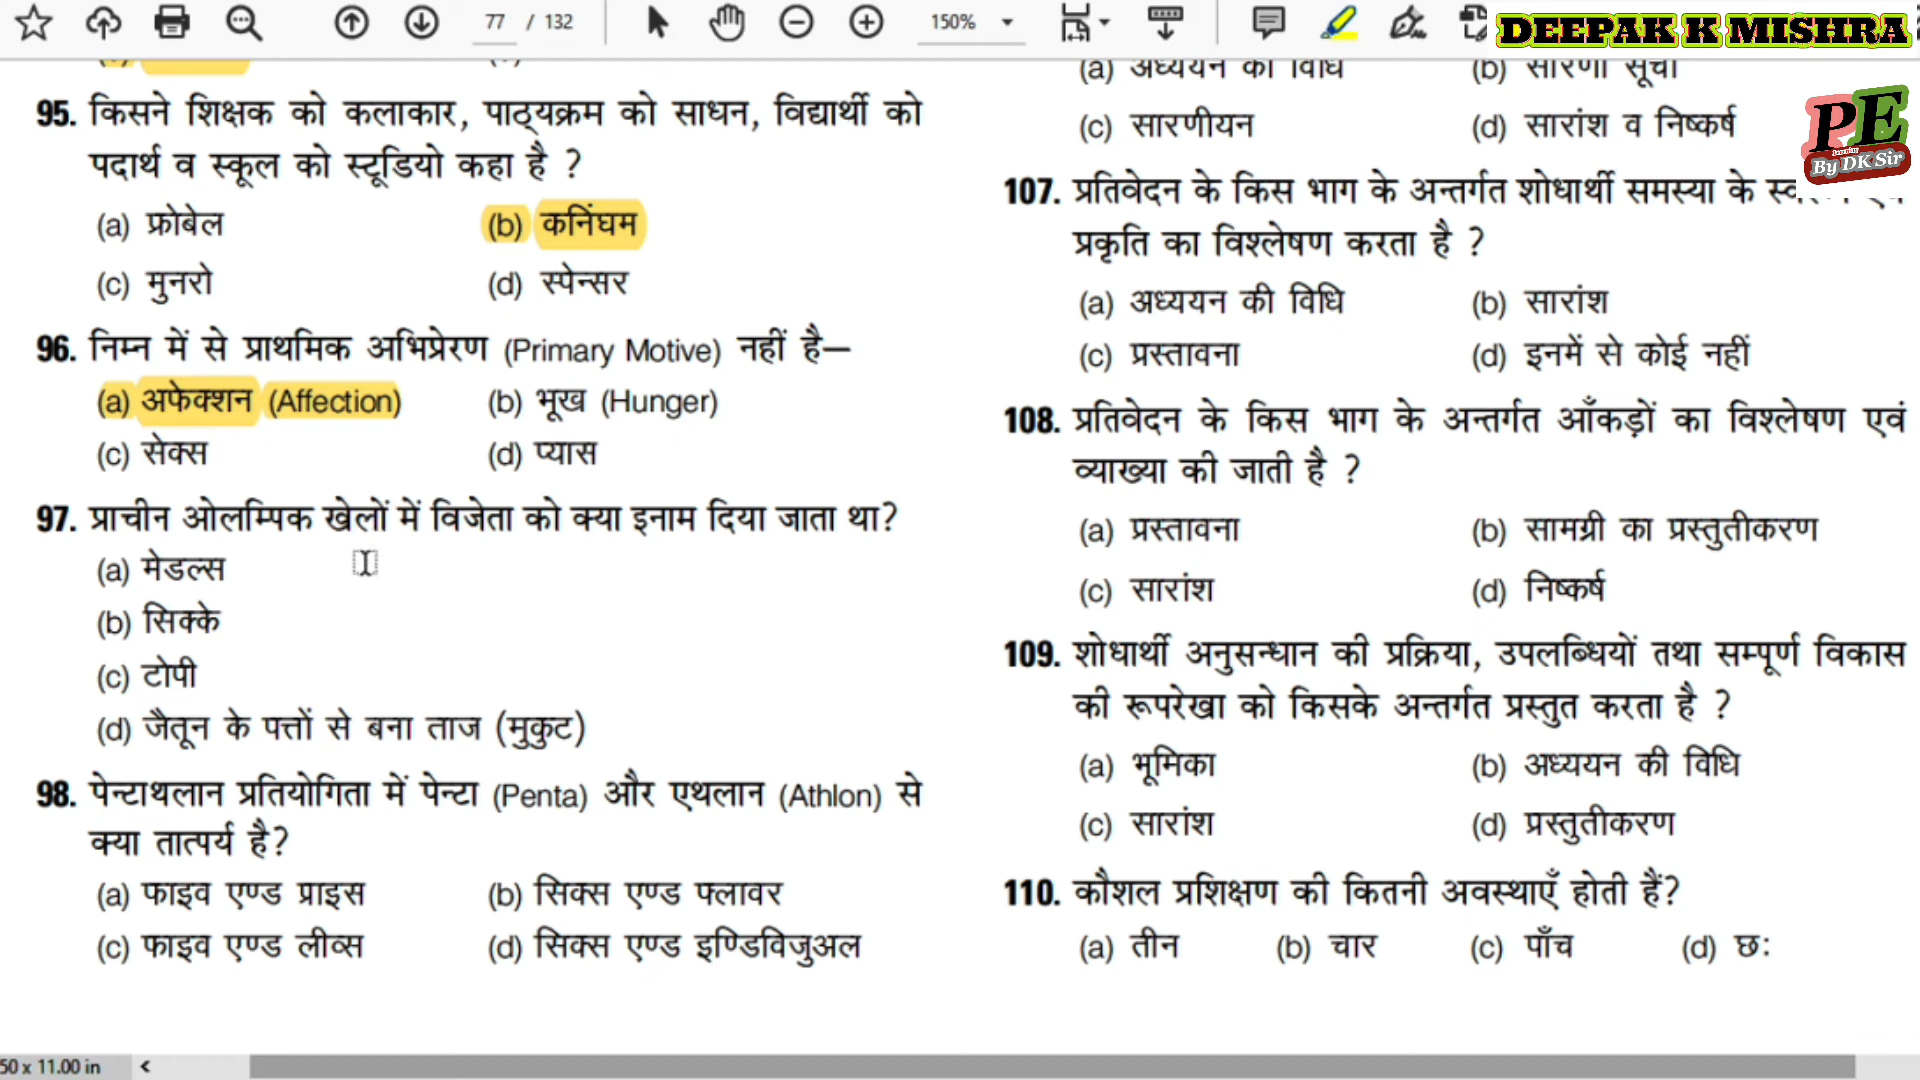 77 / 132
150%
DEEPAK K MISHRA
PE
By DK Sir
95. किसने शिक्षक को कलाकार, पाठ्यक्रम को साधन, विद्यार्थी को
पदार्थ व स्कूल को स्टूडियो कहा है ?
(a) फ्रोबेल (b) कनिंघम
(c) मुनरो (d) स्पेन्सर
96. निम्न में से प्राथमिक अभिप्रेरण (Primary Motive) नहीं है—
(a) अफेक्शन (Affection) (b) भूख (Hunger)
(c) सेक्स (d) प्यास
97. प्राचीन ओलम्पिक खेलों में विजेता को क्या इनाम दिया जाता था?
(a) मेडल्स
(b) सिक्के
(c) टोपी
(d) जैतून के पत्तों से बना ताज (मुकुट)
98. पेन्टाथलान प्रतियोगिता में पेन्टा (Penta) और एथलान (Athlon) से
क्या तात्पर्य है?
(a) फाइव एण्ड प्राइस (b) सिक्स एण्ड फ्लावर
(c) फाइव एण्ड लीव्स (d) सिक्स एण्ड इण्डिविजुअल
(a) अध्ययन की विधि (b) सारणी सूची
(c) सारणीयन (d) सारांश व निष्कर्ष
107. प्रतिवेदन के किस भाग के अन्तर्गत शोधार्थी समस्या के
प्रकृति का विश्लेषण करता है ?
(a) अध्ययन की विधि (b) सारांश
(c) प्रस्तावना (d) इनमें से कोई नहीं
108. प्रतिवेदन के किस भाग के अन्तर्गत आँकड़ों का विश्लेषण एवं
व्याख्या की जाती है ?
(a) प्रस्तावना (b) सामग्री का प्रस्तुतीकरण
(c) सारांश (d) निष्कर्ष
109. शोधार्थी अनुसन्धान की प्रक्रिया, उपलब्धियों तथा सम्पूर्ण विकास
की रूपरेखा को किसके अन्तर्गत प्रस्तुत करता है ?
(a) भूमिका (b) अध्ययन की विधि
(c) सारांश (d) प्रस्तुतीकरण
110. कौशल प्रशिक्षण की कितनी अवस्थाएँ होती हैं?
(a) तीन (b) चार (c) पाँच (d) छः
50 x 11.00 in